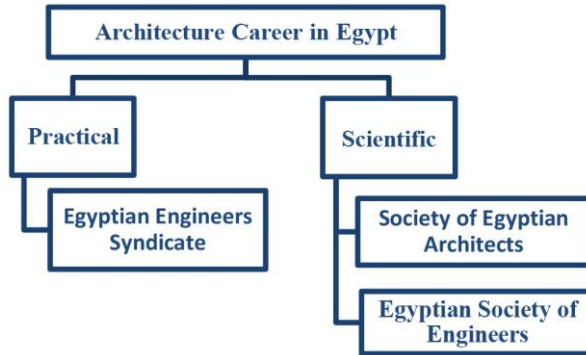 Architecture Career in Egypt
Practical
Scientific
Egyptian Engineers
Syndicate
Society of Egyptian
Architects
Egyptian Society of
Engineers